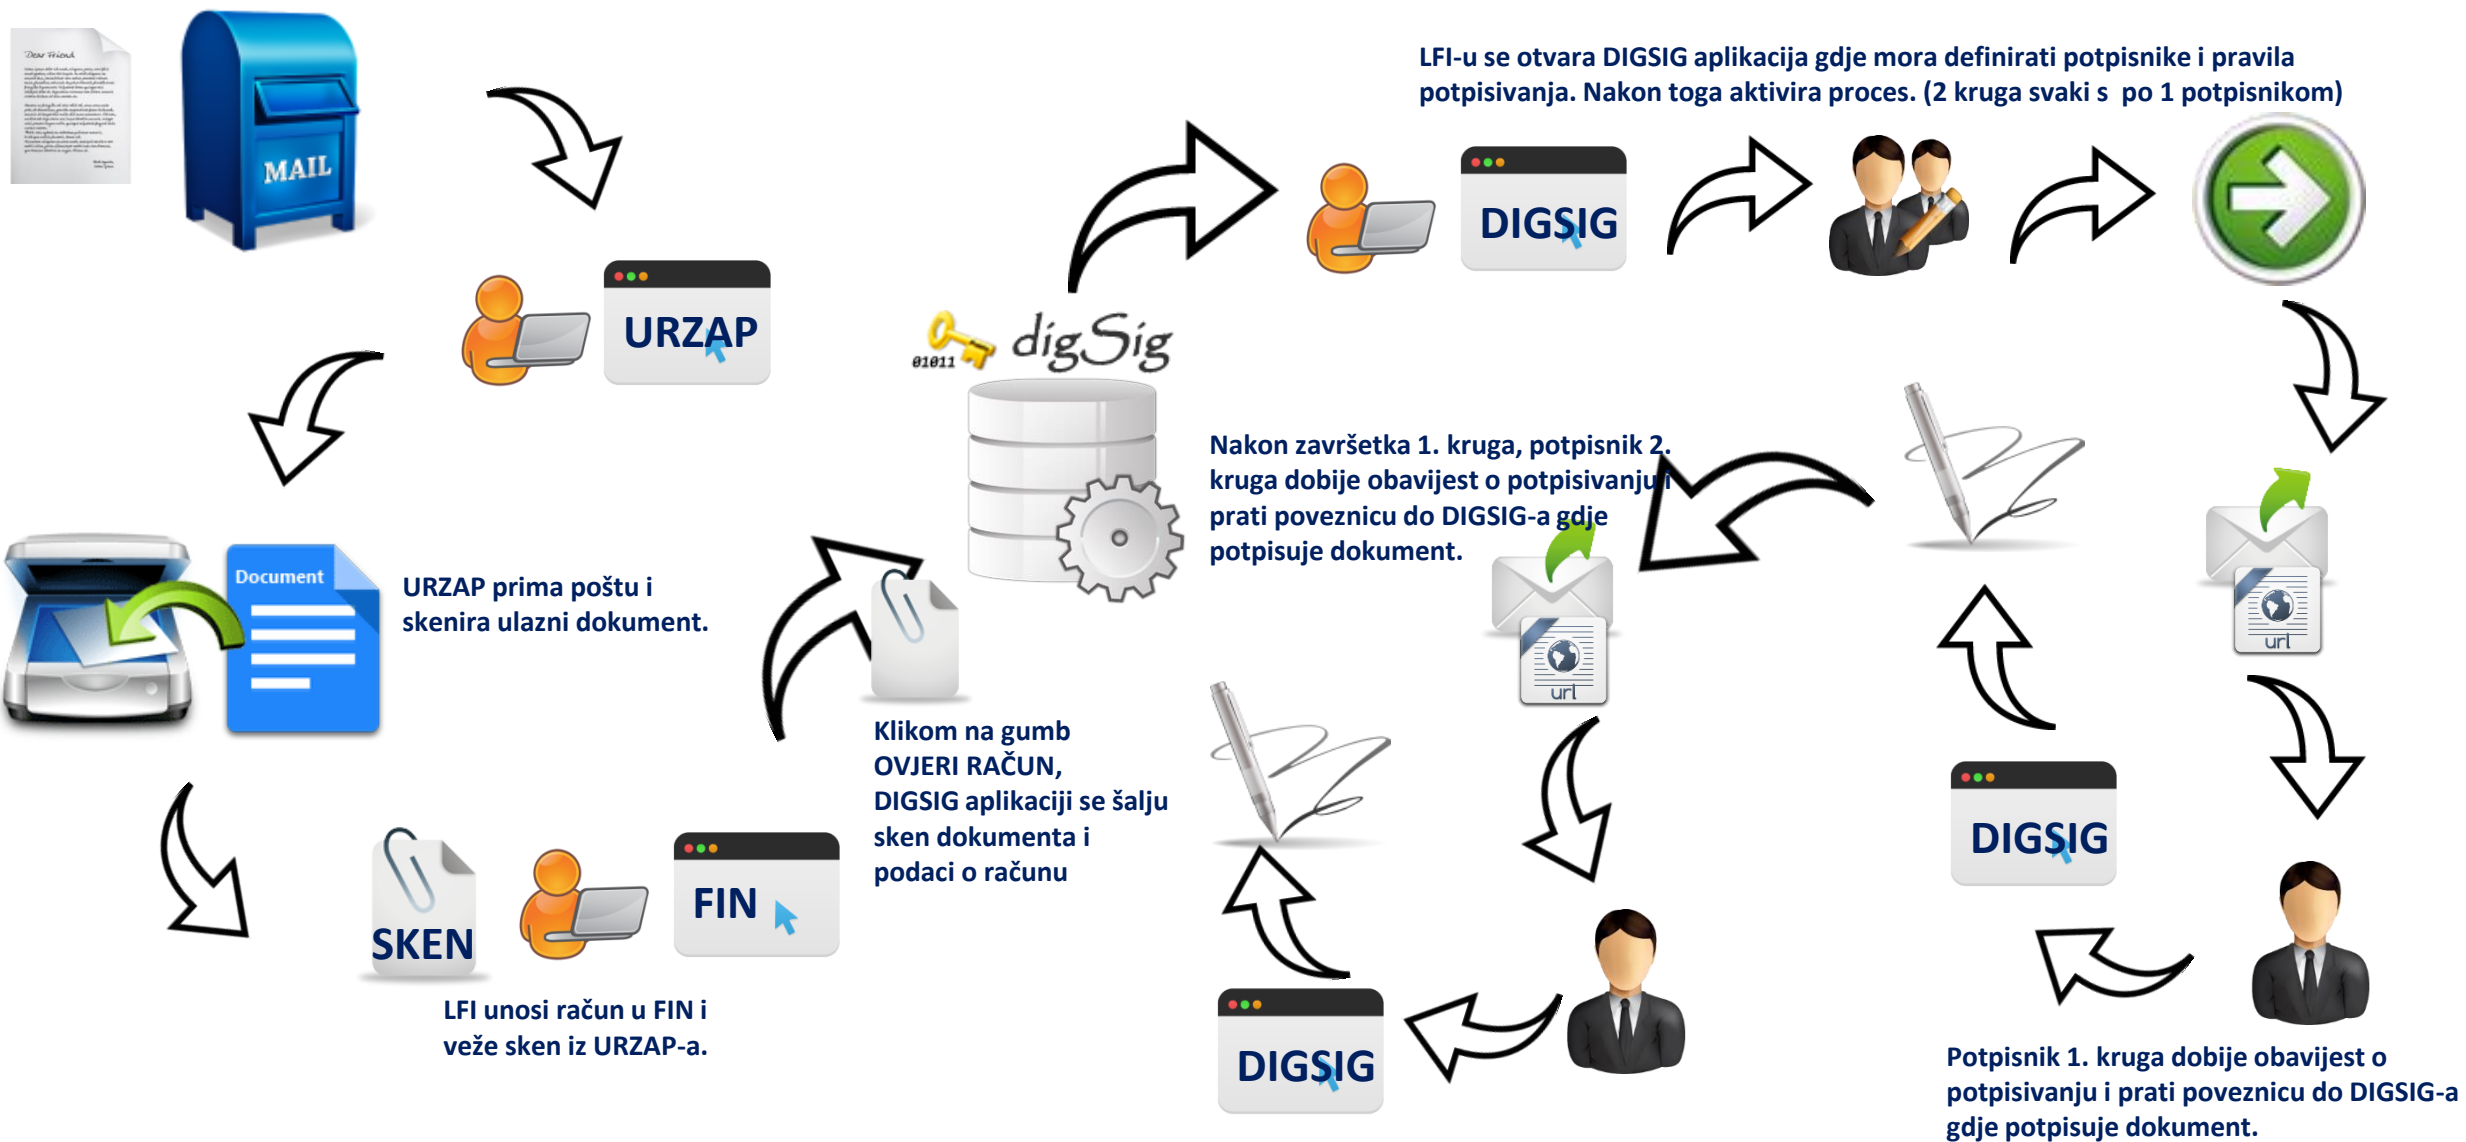 Dear Friend
MAIL
URZAP
Document
URZAP prima poštu i
skenira ulazni dokument.
SKEN
FIN
LFI unosi račun u FIN i
veže sken iz URZAP-a.
Klikom na gumb
OVJERI RAČUN,
DIGSIG aplikaciji se šalju
sken dokumenta i
podaci o računu
01011
digSig
LFI-u se otvara DIGSIG aplikacija gdje mora definirati potpisnike i pravila
potpisivanja. Nakon toga aktivira proces. (2 kruga svaki s po 1 potpisnikom)
DIGSIG
url
Potpisnik 1. kruga dobije obavijest o
potpisivanju i prati poveznicu do DIGSIG-a
gdje potpisuje dokument.
DIGSIG
Nakon završetka 1. kruga, potpisnik 2.
kruga dobije obavijest o potpisivanju i
prati poveznicu do DIGSIG-a gdje
potpisuje dokument.
url
DIGSIG